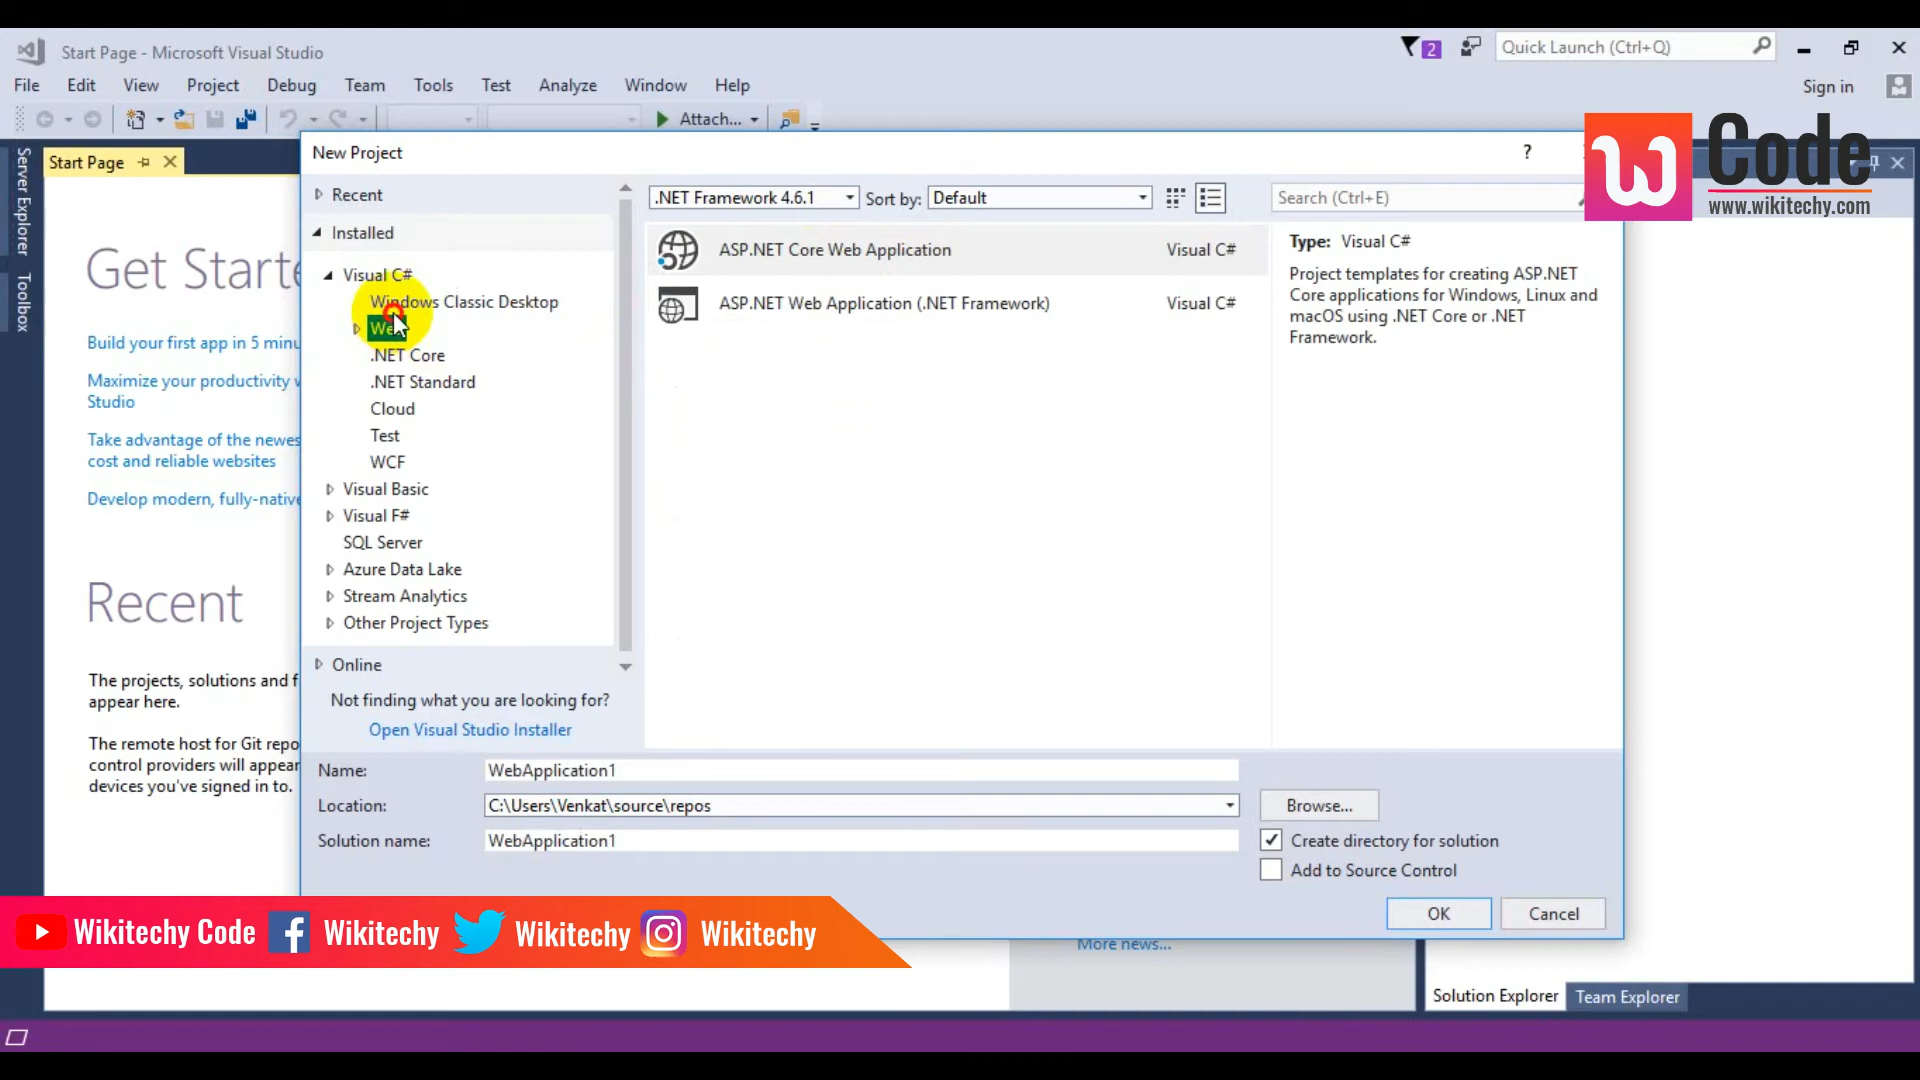 Start Page - Microsoft Visual Studio
2
Quick Launch (Ctrl+Q)
File Edit View Project Debug Team Tools Test Analyze Window Help
Sign in
Attach...
W Code
www.wikitechy.com
Server Explorer
Toolbox
Start Page
New Project
?
Recent
Installed
Visual C#
Windows Classic Desktop
.NET Core
.NET Standard
Cloud
Test
WCF
Visual Basic
Visual F#
SQL Server
Azure Data Lake
Stream Analytics
Other Project Types
Online
Not finding what you are looking for?
Open Visual Studio Installer
.NET Framework 4.6.1
Sort by: Default
Search (Ctrl+E)
ASP.NET Core Web Application Visual C#
ASP.NET Web Application (.NET Framework) Visual C#
Type: Visual C#
Project templates for creating ASP.NET
Core applications for Windows, Linux and
macOS using .NET Core or .NET
Framework.
Name: WebApplication1
Location: C:\Users\Venkat\source\repos
Browse...
Solution name: WebApplication1
Create directory for solution
Add to Source Control
OK Cancel
Get Starte
Build your first app in 5 minu
Maximize your productivity
Studio
Take advantage of the newes
cost and reliable websites
Develop modern, fully-native
Recent
The projects, solutions and f
appear here.
The remote host for Git repo
control providers will appear
devices you've signed in to.
Wikitechy Code Wikitechy Wikitechy Wikitechy
More news...
Solution Explorer Team Explorer